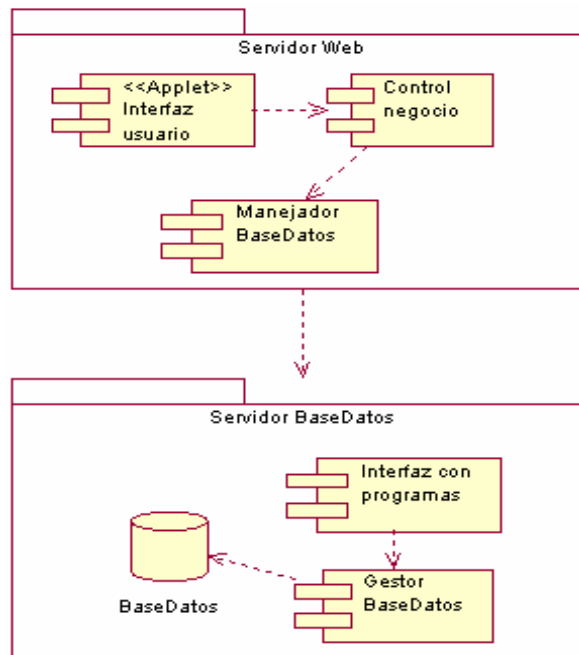 Servidor Web
<<Applet>>
Interfaz
usuario
Control
negocio
Manejador
BaseDatos
Servidor BaseDatos
Interfaz con
programas
BaseDatos
Gestor
BaseDatos